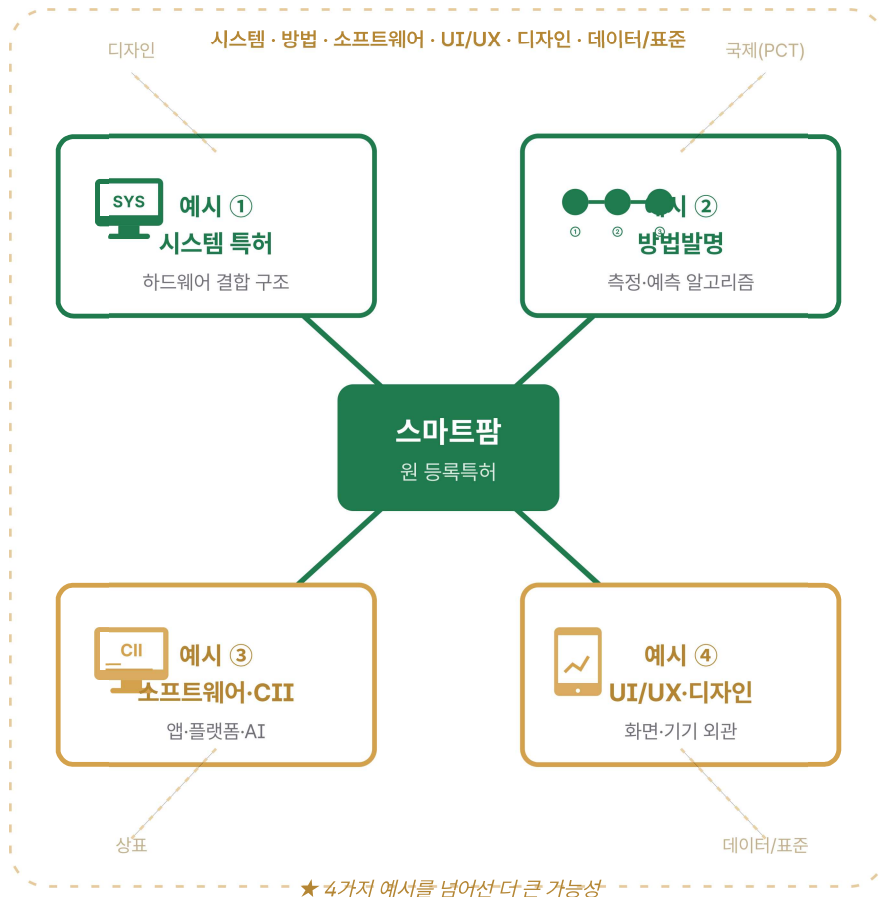 시스템 · 방법 · 소프트웨어 · UI/UX · 디자인 · 데이터/표준
디자인
국제(PCT)
SYS
예시 ①
시스템 특허
하드웨어 결합 구조
시 ②
① ② ③
방법발명
측정·예측 알고리즘
스마트팜
원 등록특허
CII
예시 ③
소프트웨어·CII
앱·플랫폼·AI
예시 ④
UI/UX·디자인
화면·기기 외관
상표
데이터/표준
★ 4가지 예시를 넘어선 더 큰 가능성